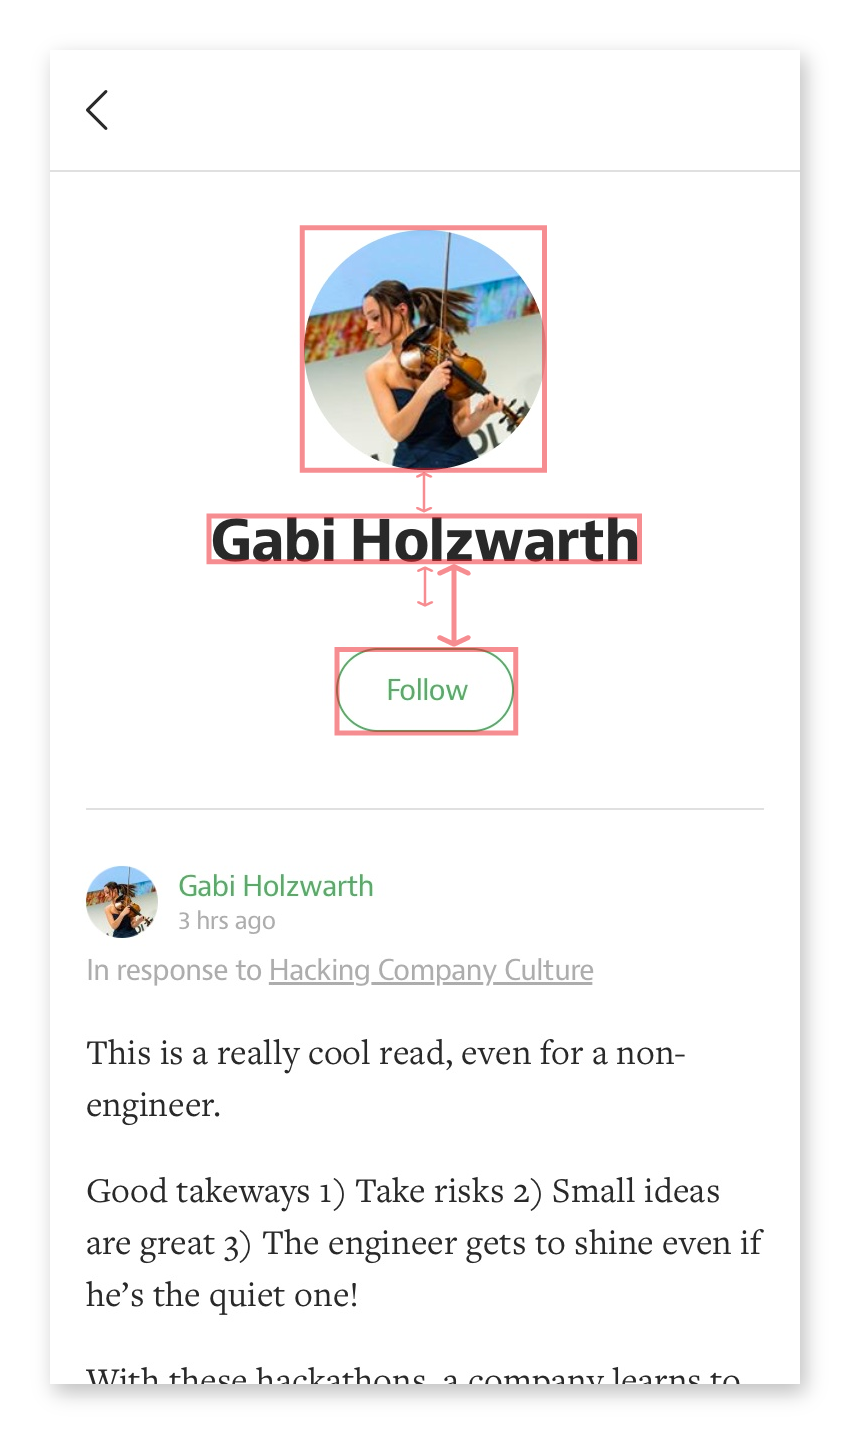 Gabi Holzwarth
Follow
Gabi Holzwarth
3 hrs ago
In response to Hacking Company Culture
This is a really cool read, even for a non-
engineer.
Good takeways 1) Take risks 2) Small ideas
are great 3) The engineer gets to shine even if
he’s the quiet one!
With these hackathons, a company learns to